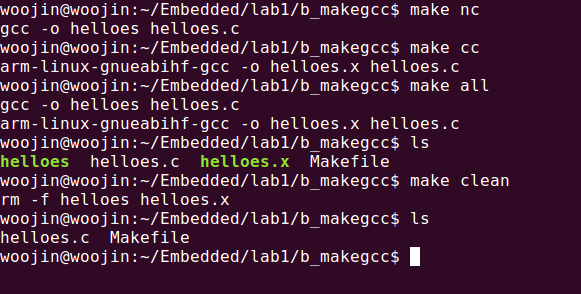 woojin@woojin:~/Embedded/lab1/b_makegcc$ make nc
gcc -o helloes helloes.c
woojin@woojin:~/Embedded/lab1/b_makegcc$ make cc
arm-linux-gnueabihf-gcc -o helloes.x helloes.c
woojin@woojin:~/Embedded/lab1/b_makegcc$ make all
gcc -o helloes helloes.c
arm-linux-gnueabihf-gcc -o helloes.x helloes.c
woojin@woojin:~/Embedded/lab1/b_makegcc$ ls
helloes  helloes.c  helloes.x  Makefile
woojin@woojin:~/Embedded/lab1/b_makegcc$ make clean
rm -f helloes helloes.x
woojin@woojin:~/Embedded/lab1/b_makegcc$ ls
helloes.c  Makefile
woojin@woojin:~/Embedded/lab1/b_makegcc$